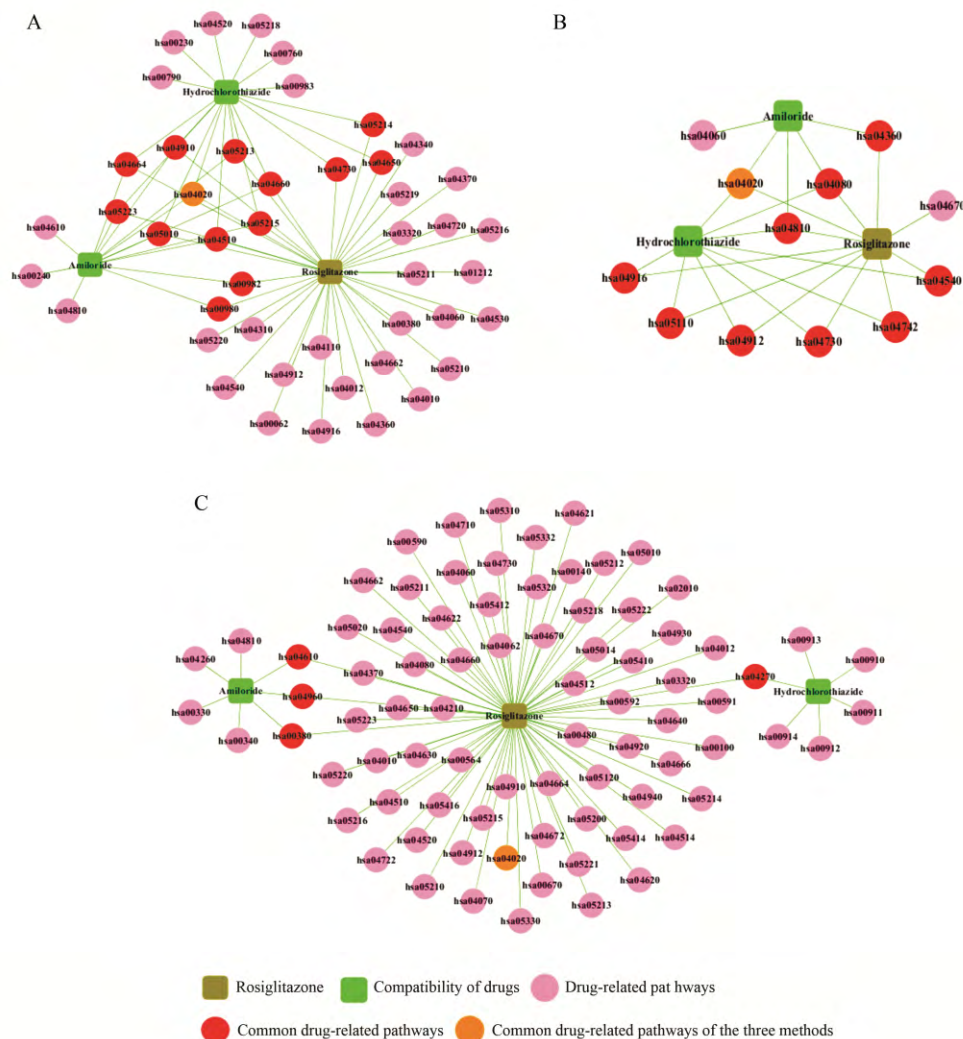 A
hsa04520
hsa05218
hsa00230
hsa00760
hsa00790
hsa00983
Hydrochlorothiazide
hsa05214
hsa04910
hsa05213
hsa04340
hsa04664
hsa04730
hsa04650
hsa04660
hsa04370
hsa04020
hsa05219
hsa05223
hsa05215
hsa04610
hsa05010
hsa04510
hsa03320
hsa04720
hsa05216
Amiloride
Rosiglitazone
hsa00240
hsa00982
hsa05211
hsa01212
hsa04810
hsa00980
hsa04310
hsa00380
hsa04060
hsa04530
hsa05220
hsa04110
hsa04662
hsa05210
hsa04540
hsa04912
hsa04012
hsa04010
hsa00062
hsa04916
hsa04360
B
Amiloride
hsa04060
hsa04360
hsa04020
hsa04080
hsa04670
hsa04810
Hydrochlorothiazide
Rosiglitazone
hsa04916
hsa04540
hsa05110
hsa04912
hsa04730
hsa04742
C
hsa05310
hsa04621
hsa04710
hsa05332
hsa00590
hsa05010
hsa04730
hsa05212
hsa04060
hsa00140
hsa04662
hsa05211
hsa05320
hsa02010
hsa05412
hsa05218
hsa05222
hsa04622
hsa05020
hsa04540
hsa04670
hsa04930
hsa04062
hsa05014
hsa04012
hsa04810
hsa00913
hsa04260
hsa04610
hsa04080
hsa04660
hsa05410
hsa00910
hsa04370
hsa03320
hsa04270
Amiloride
hsa04960
hsa04512
Hydrochlorothiazide
hsa00330
hsa04650
hsa04210
hsa00592
hsa00591
hsa00911
hsa05223
Rosiglitazone
hsa04640
hsa00340
hsa00380
hsa00480
hsa00914
hsa00912
hsa04920
hsa00100
hsa05220
hsa04010
hsa04630
hsa00564
hsa04666
hsa05120
hsa04910
hsa04664
hsa04940
hsa05214
hsa05216
hsa04510
hsa05416
hsa05215
hsa05200
hsa04520
hsa04672
hsa05414
hsa04514
hsa04722
hsa04912
hsa04020
hsa05221
hsa05210
hsa00670
hsa04620
hsa04070
hsa05213
hsa05330
Rosiglitazone
Compatibility of drugs
Drug-related pat hways
Common drug-related pathways
Common drug-related pathways of the three methods